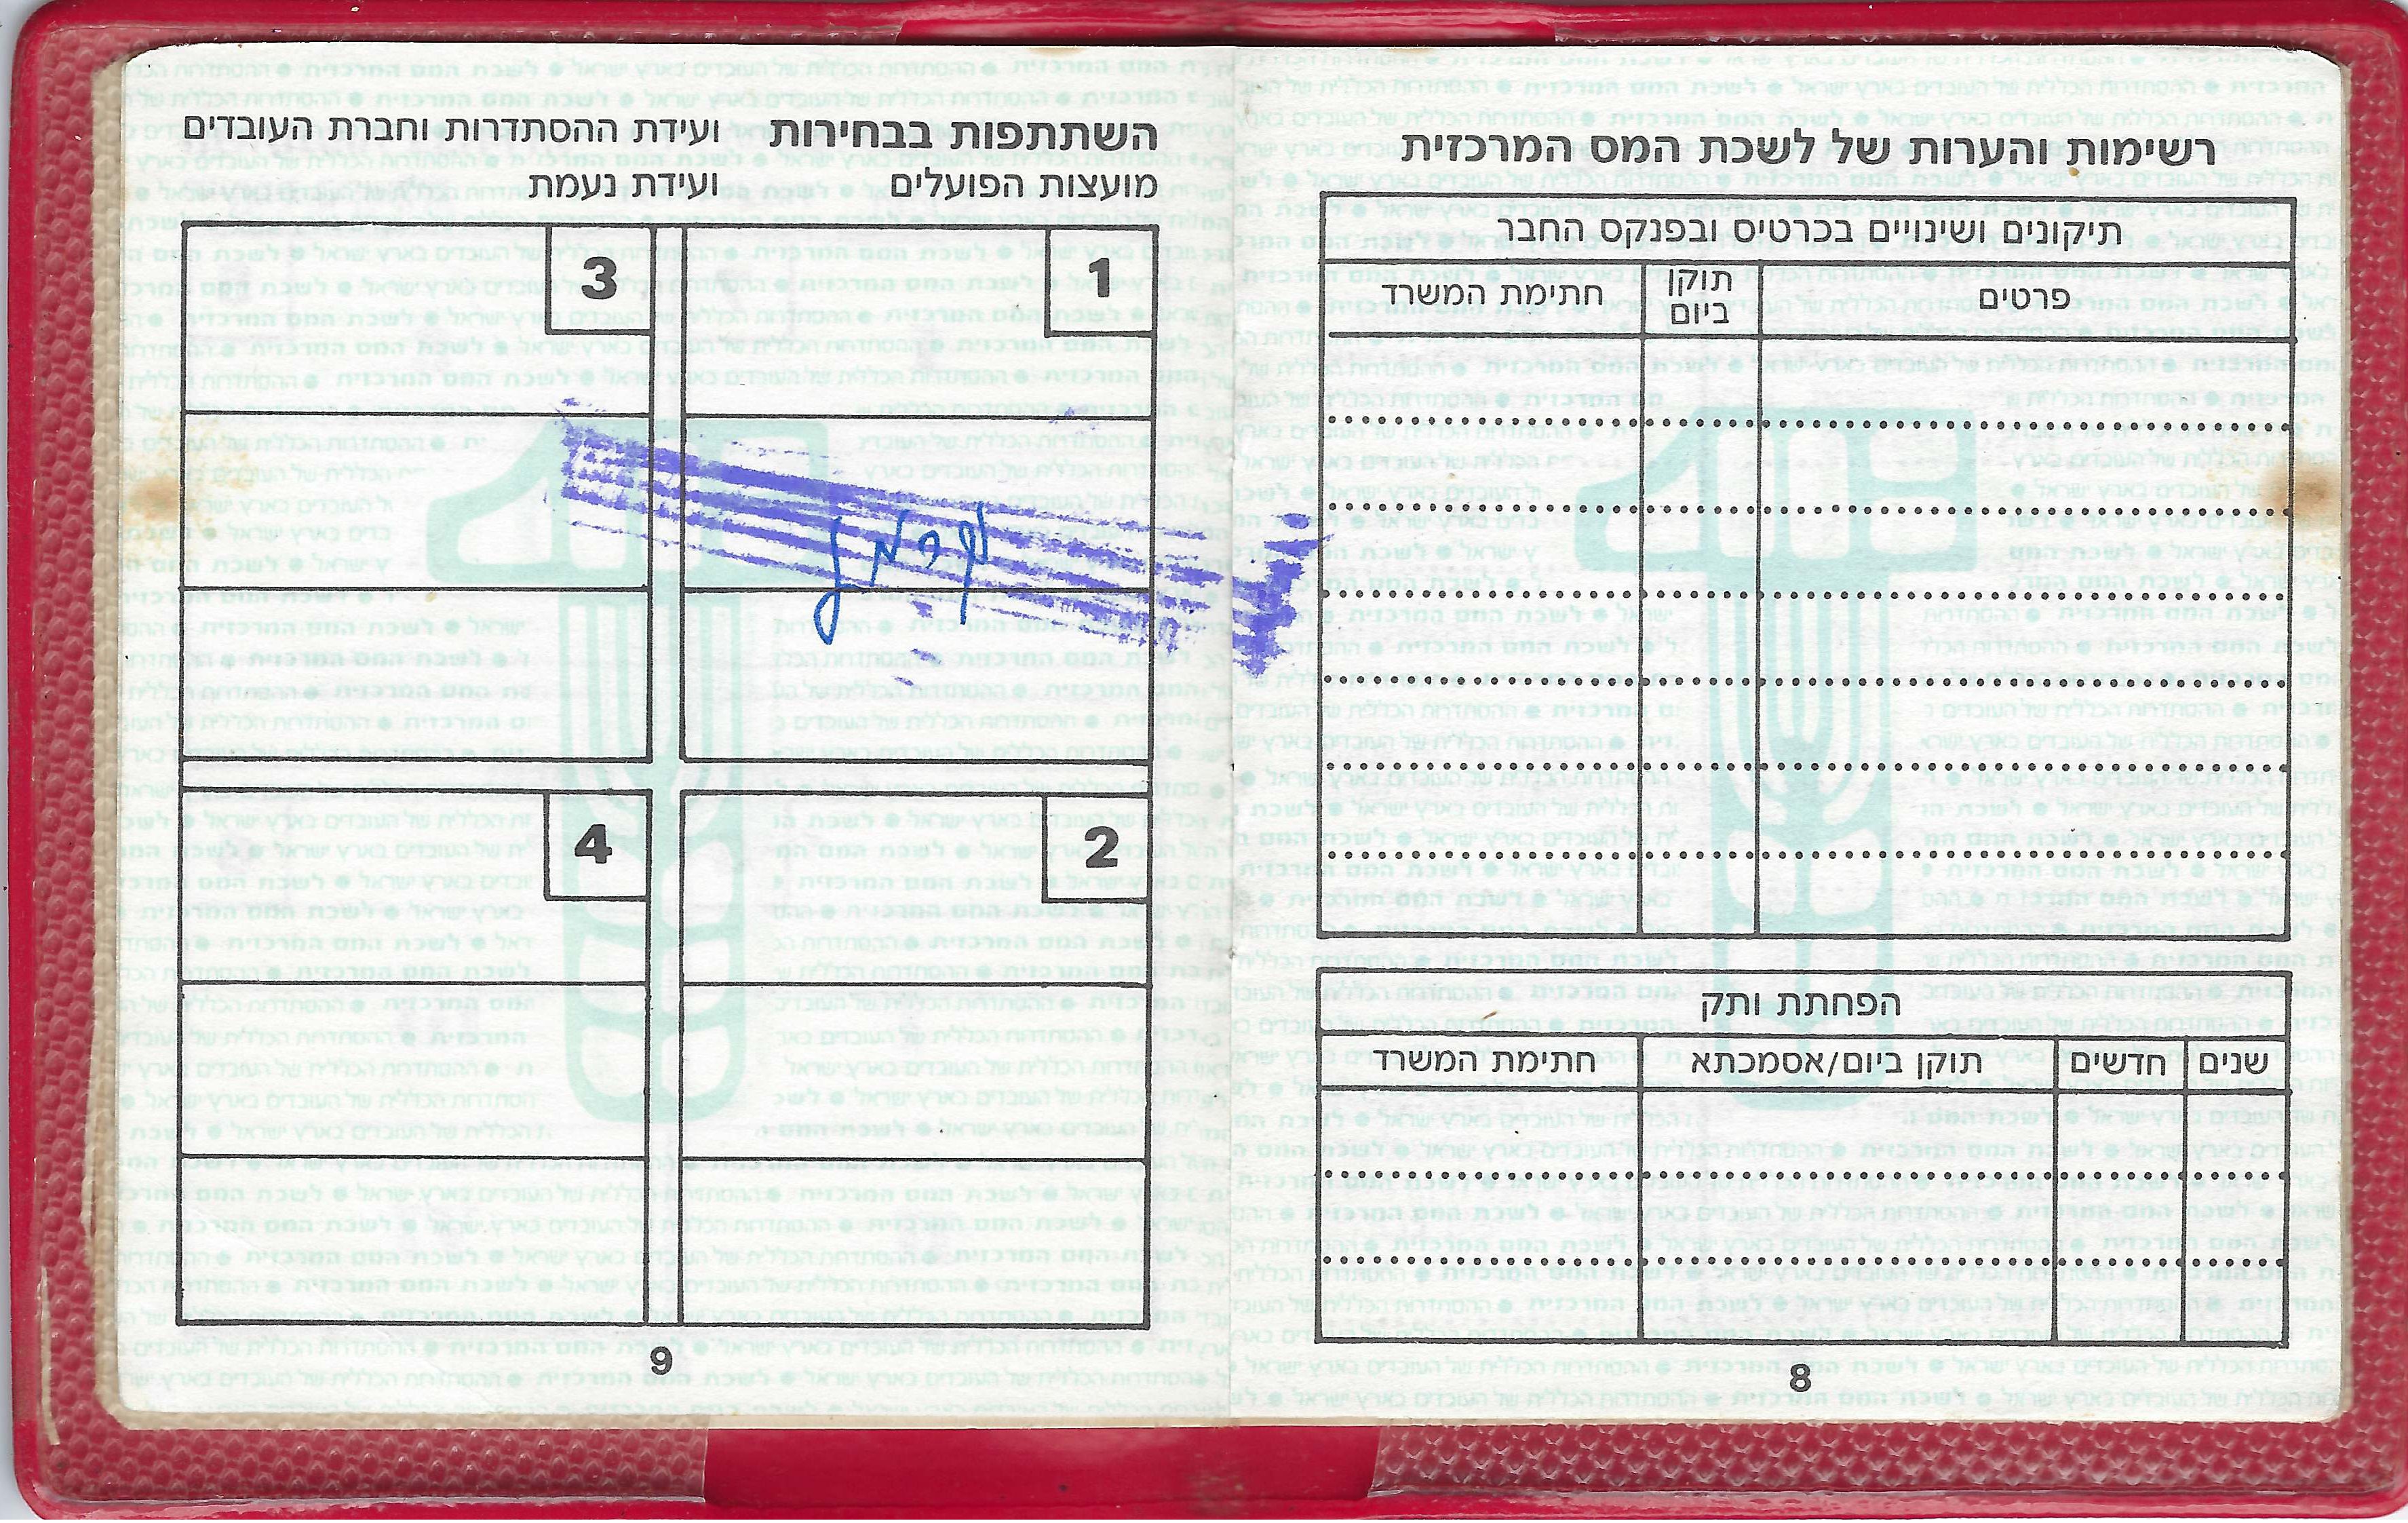 רשימות והערות של לשכת המס המרכזית
תיקונים ושינויים בכרטיס ובפנקס החבר
פרטים
תוקן ביום
חתימת המשרד
הפחתת ותק
שנים
חדשים
תוקן ביום/אסמכתא
חתימת המשרד
8
השתתפות בבחירות
ועידת ההסתדרות וחברת העובדים
מועצות הפועלים
ועידת נעמת
1
3
2
4
9
ההסתדרות הכללית של העובדים בארץ ישראל • לשכת המס המרכזית